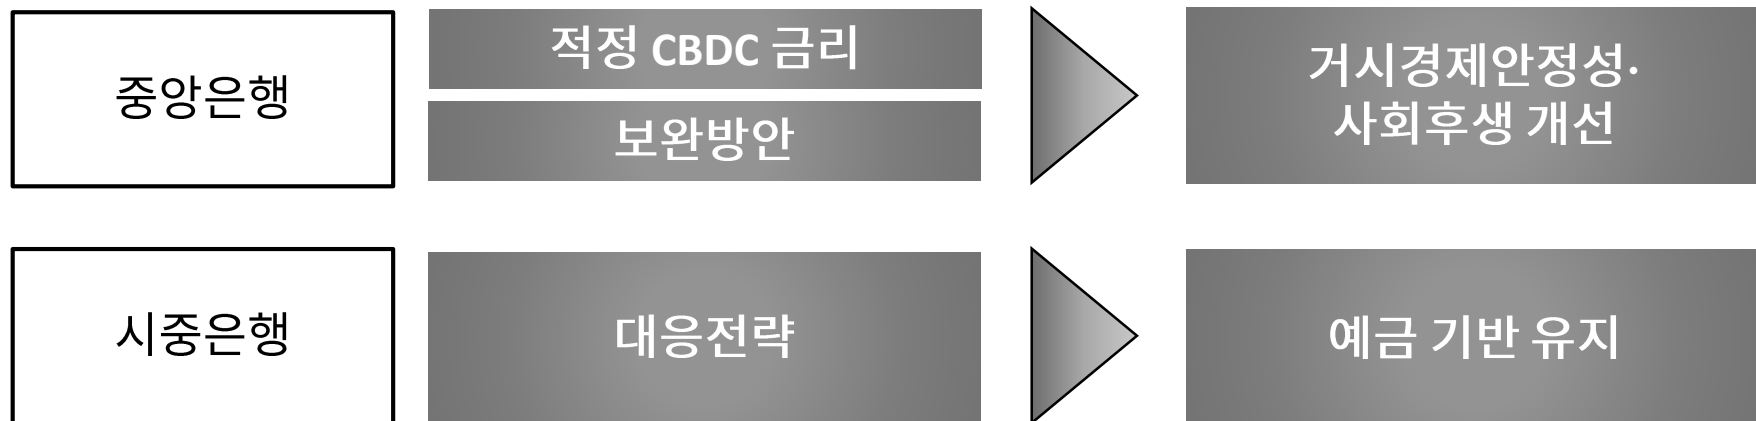 중앙은행
적정 CBDC 금리
보완방안
거시경제안정성·
사회후생 개선
시중은행
대응전략
예금 기반 유지